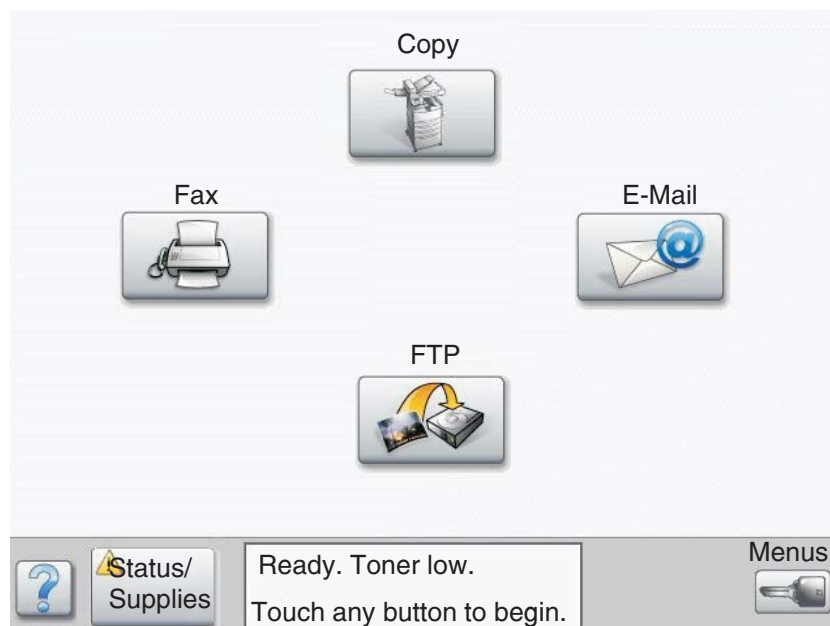 Copy
Fax
E-Mail
FTP
Status/
Supplies
Ready. Toner low.
Touch any button to begin.
Menus